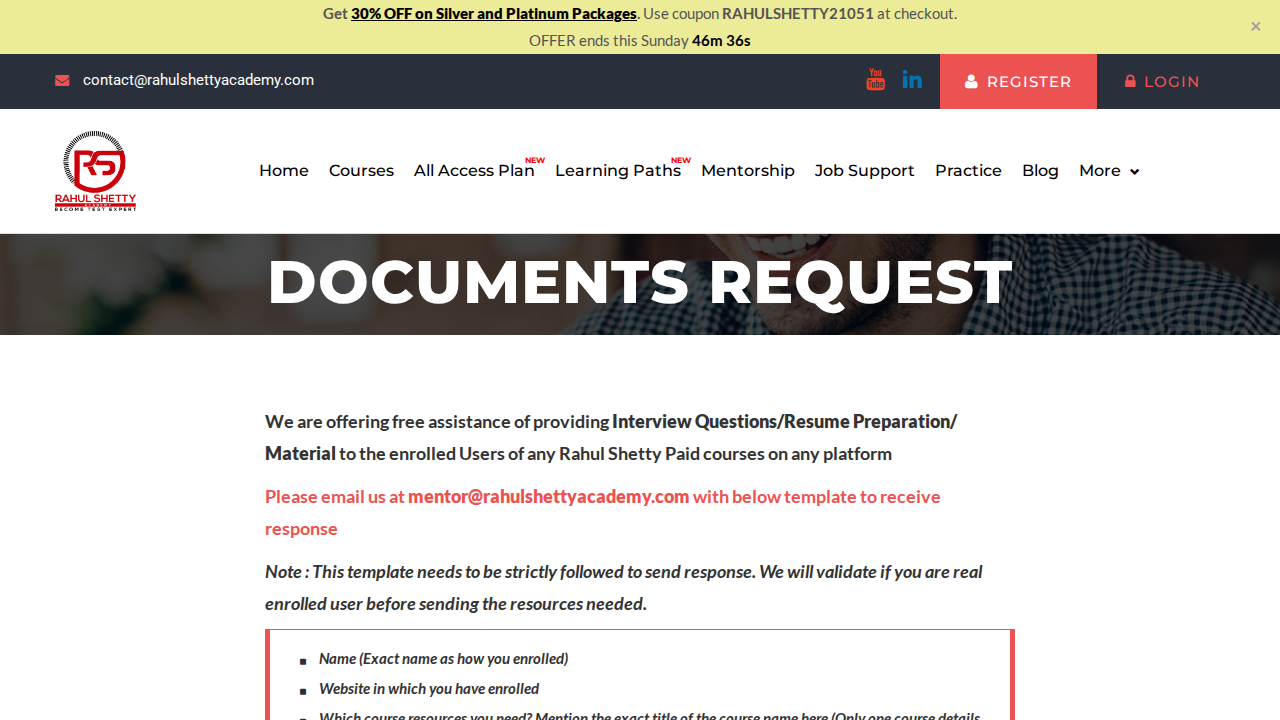 Get 30% OFF on Silver and Platinum Packages. Use coupon RAHULSHETTY21051 at checkout.
OFFER ends this Sunday 46m 36s
×
contact@rahulshettyacademy.com
You Tube
in
REGISTER
LOGIN
RS
RAHUL SHETTY
ACADEMY
BECOME TEST EXPERT
Home Courses All Access Plan NEW Learning Paths NEW Mentorship Job Support Practice Blog More
DOCUMENTS REQUEST
We are offering free assistance of providing Interview Questions/Resume Preparation/
Material to the enrolled Users of any Rahul Shetty Paid courses on any platform
Please email us at mentor@rahulshettyacademy.com with below template to receive
response
Note : This template needs to be strictly followed to send response. We will validate if you are real
enrolled user before sending the resources needed.
Name (Exact name as how you enrolled)
Website in which you have enrolled
Which course resources you need? Mention the exact title of the course name here (Only one course details